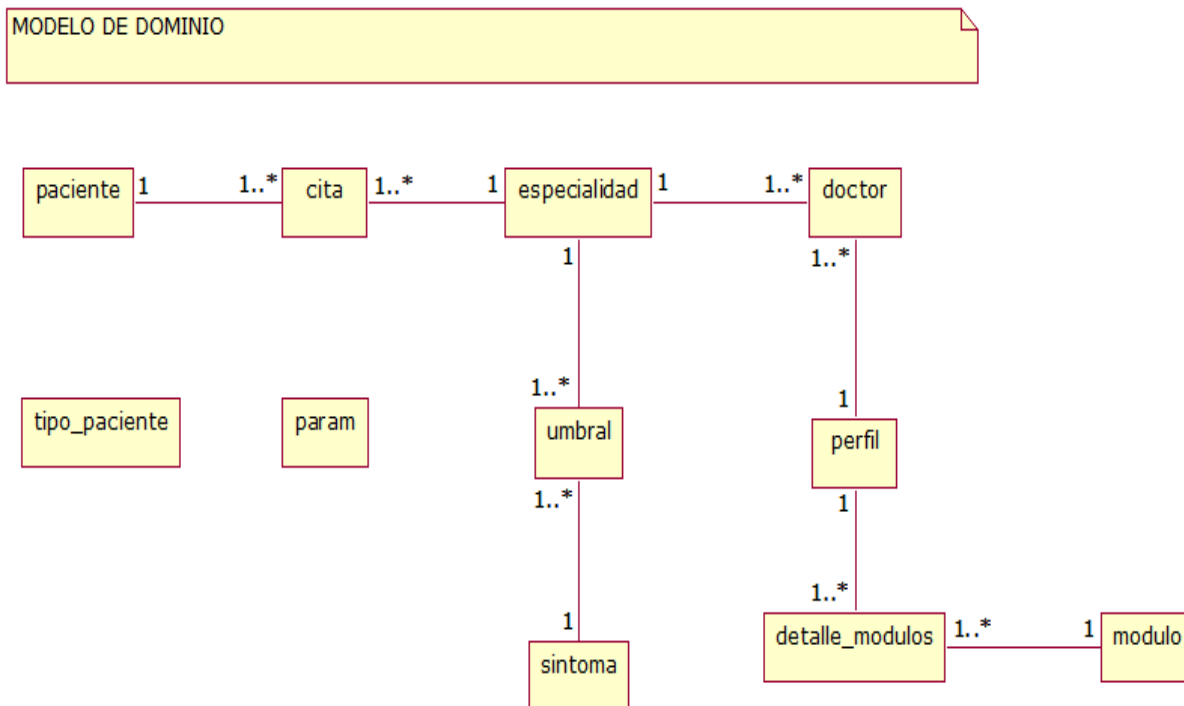 MODELO DE DOMINIO
paciente 1 1..* cita 1..* 1 especialidad 1 1..* doctor
1 1..*
tipo_paciente param 1..* umbral 1..* 1 perfil 1
1 sintoma 1..* detalle_modulos 1..* 1 modulo